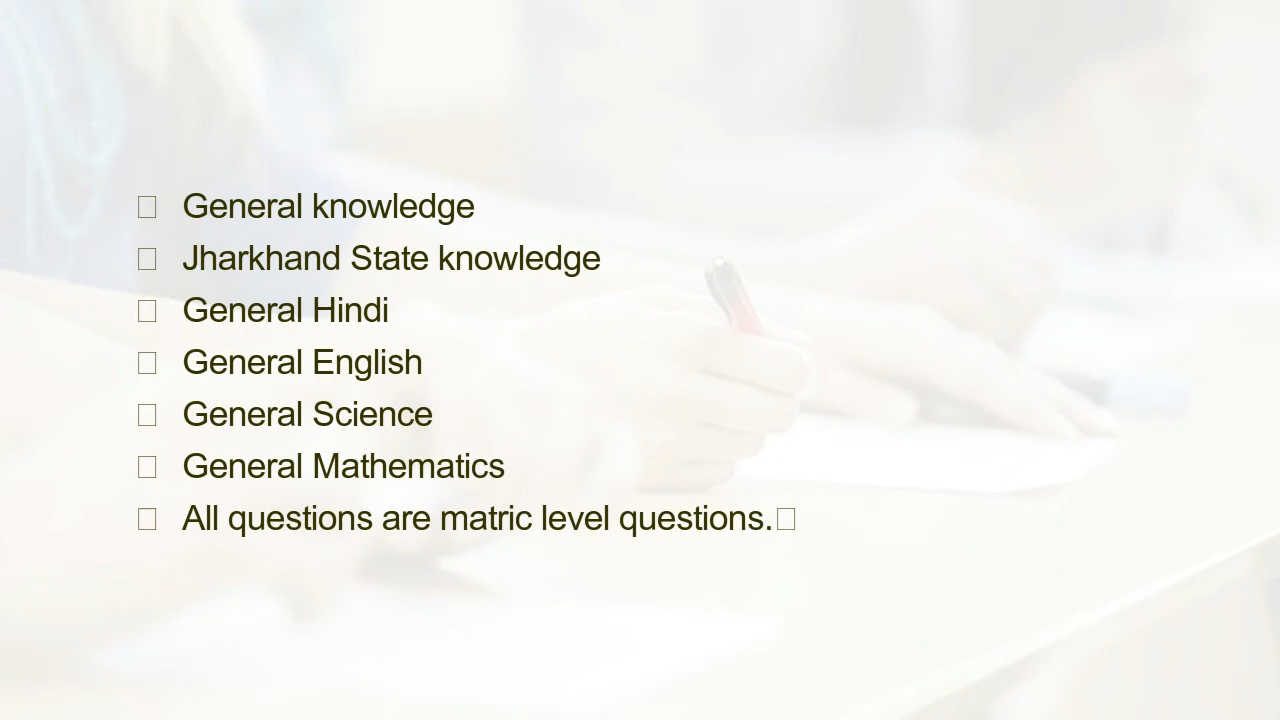 General knowledge
Jharkhand State knowledge
General Hindi
General English
General Science
General Mathematics
All questions are matric level questions.